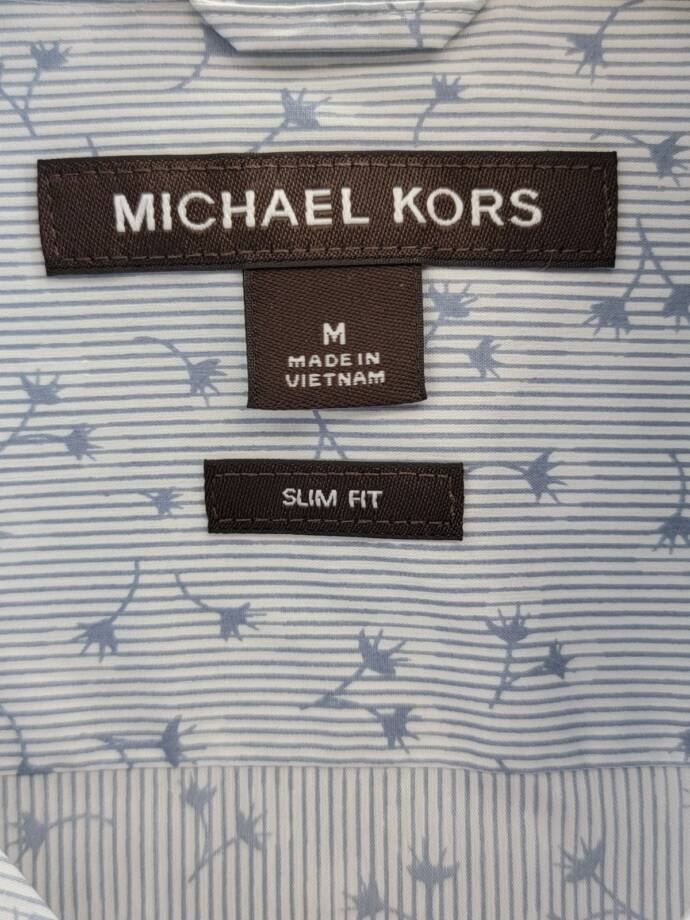 MICHAEL KORS
M
MADE IN
VIETNAM
SLIM FIT